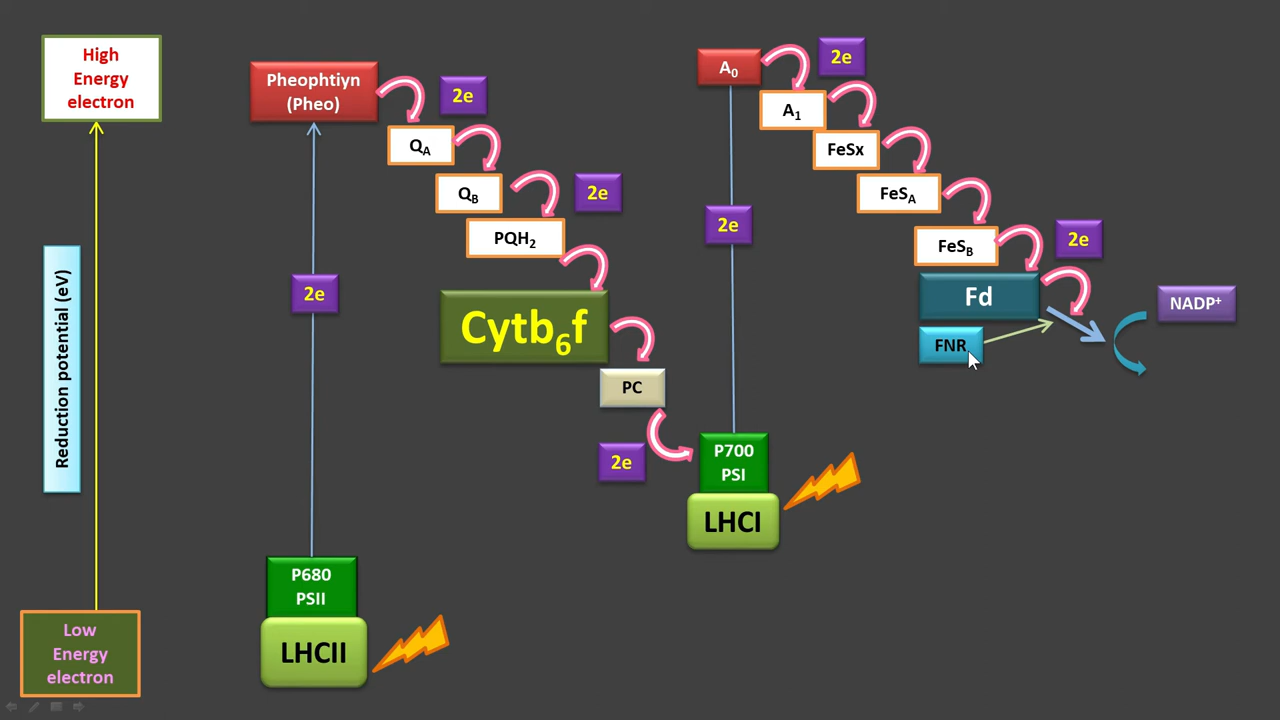 High
Energy
electron
Reduction potential (eV)
Low
Energy
electron
Pheophtiyn
(Pheo)
2e
QA
QB
2e
PQH2
2e
Cytb6f
PC
2e
P680
PSII
LHCII
A0
2e
A1
FeSx
FeSA
2e
FeSB
2e
Fd
FNR
NADP+
P700
PSI
LHCI